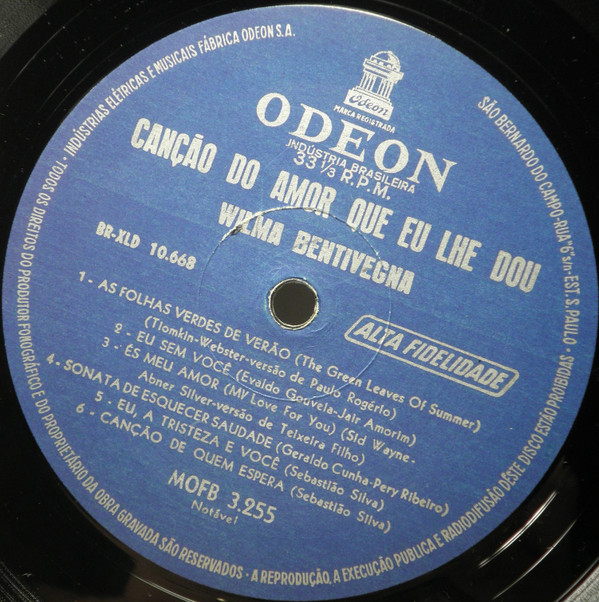 INDÚSTRIAS ELÉTRICAS E MUSICAIS FÁBRICA ODEON S.A.
SÃO BERNARDO DO CAMPO-RUA "6" s/n-EST. S. PAULO
Odeon
MARCA REGISTRADA
ODEON
INDÚSTRIA BRASILEIRA
33 1/3 R.P.M.
CANÇÃO DO AMOR QUE EU LHE DOU
WILMA BENTIVEGNA
BR-XLD 10.668
ALTA FIDELIDADE
1 - AS FOLHAS VERDES DE VERÃO (The Green Leaves Of Summer)
(Tiomkin-Webster-versão de Paulo Rogério)
2 - EU SEM VOCÊ (Evaldo Gouveia-Jair Amorim)
3 - ÉS MEU AMOR (My Love For You) (Sid Wayne-
Abner Silver-versão de Teixeira Filho)
4 - SONATA DE ESQUECER SAUDADE (Geraldo Cunha-Pery Ribeiro)
5 - EU, A TRISTEZA E VOCÊ (Sebastião Silva)
6 - CANÇÃO DE QUEM ESPERA (Sebastião Silva)
MOFB 3.255
Notável
TODOS OS DIREITOS DO PRODUTOR FONOGRÁFICO E DO PROPRIETÁRIO DA OBRA GRAVADA SÃO RESERVADOS · A REPRODUÇÃO, A EXECUÇÃO PUBLICA E RADIODIFUSÃO DÊSTE DISCO ESTÃO PROIBIDAS ·